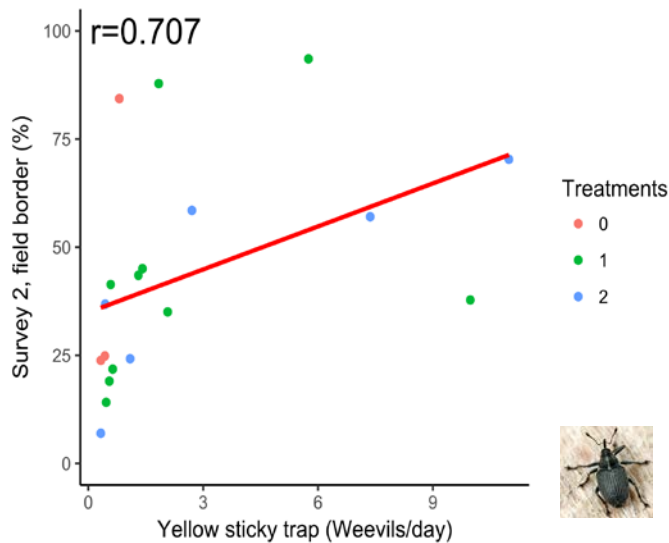 r=0.707
100
75
50
25
0
Survey 2, field border (%)
0 3 6 9
Yellow sticky trap (Weevils/day)
Treatments
0
1
2